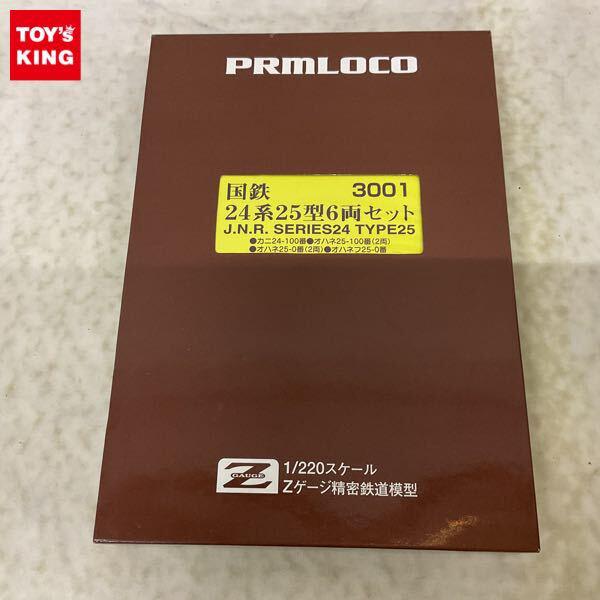 TOY'S
KING
PRMLOCO
国鉄 3001
24系25型6両セット
J.N.R. SERIES24 TYPE25
●カニ24-100番●オハネ25-100番(2両)
●オハネ25-0番(2両)●オハネフ25-0番
Z
GAUGE
1/220スケール
Zゲージ精密鉄道模型